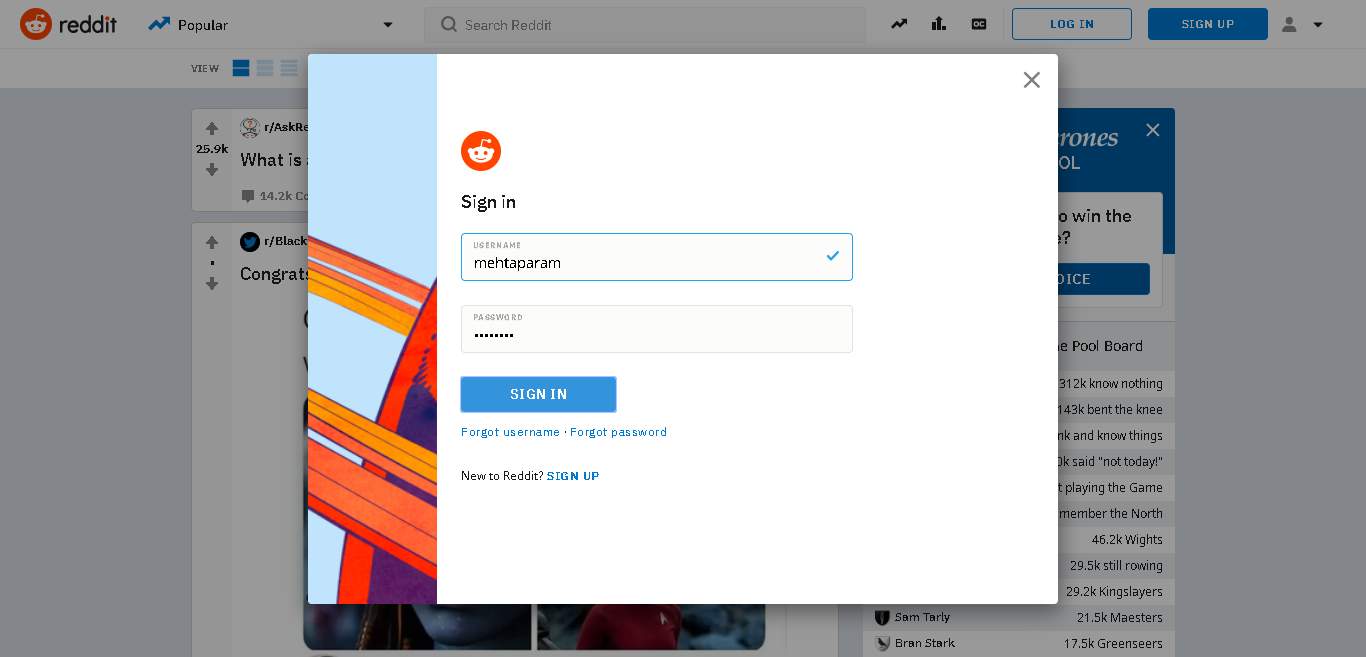 reddit
Popular
Search Reddit
CC
LOG IN
SIGN UP
VIEW
r/AskRe
25.9k
What is
14.2k Co
r/Black
Congrats
Sign in
USERNAME
mehtaparam
PASSWORD
••••••••
SIGN IN
Forgot username · Forgot password
New to Reddit? SIGN UP
rones
OL
o win the
e?
OICE
e Pool Board
312k know nothing
143k bent the knee
nk and know things
0k said "not today!"
t playing the Game
member the North
46.2k Wights
29.5k still rowing
29.2k Kingslayers
Sam Tarly 21.5k Maesters
Bran Stark 17.5k Greenseers